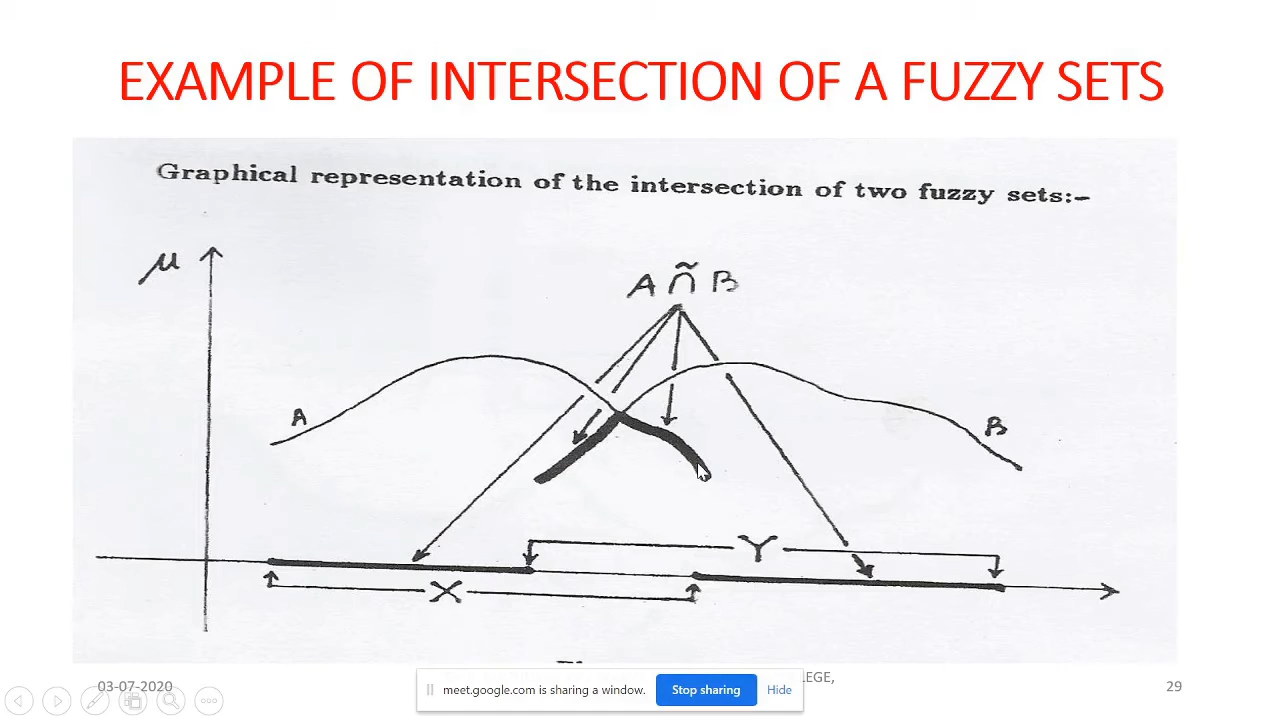 EXAMPLE OF INTERSECTION OF A FUZZY SETS
Graphical representation of the intersection of two fuzzy sets:-
μ
A ∩̃ B
A
B
Y
X
03-07-2020
LEGE,
29
meet.google.com is sharing a window.
Stop sharing
Hide